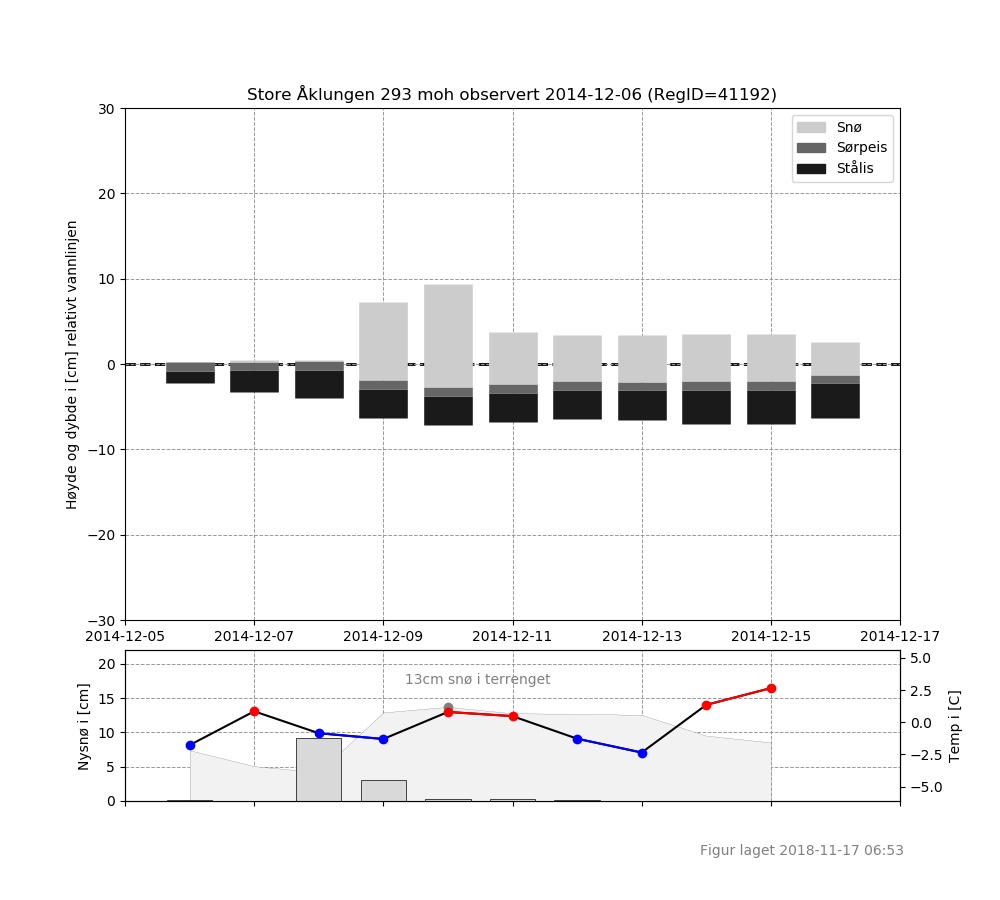 Store Åklungen 293 moh observert 2014-12-06 (RegID=41192)
Høyde og dybde i [cm] relativt vannlinjen
30
20
10
0
−10
−20
−30
Snø
Sørpeis
Stålis
2014-12-05 2014-12-07 2014-12-09 2014-12-11 2014-12-13 2014-12-15 2014-12-17
Nysnø i [cm]
20
15
10
5
0
13cm snø i terrenget
5.0
2.5
0.0
−2.5
−5.0
Temp i [C]
Figur laget 2018-11-17 06:53